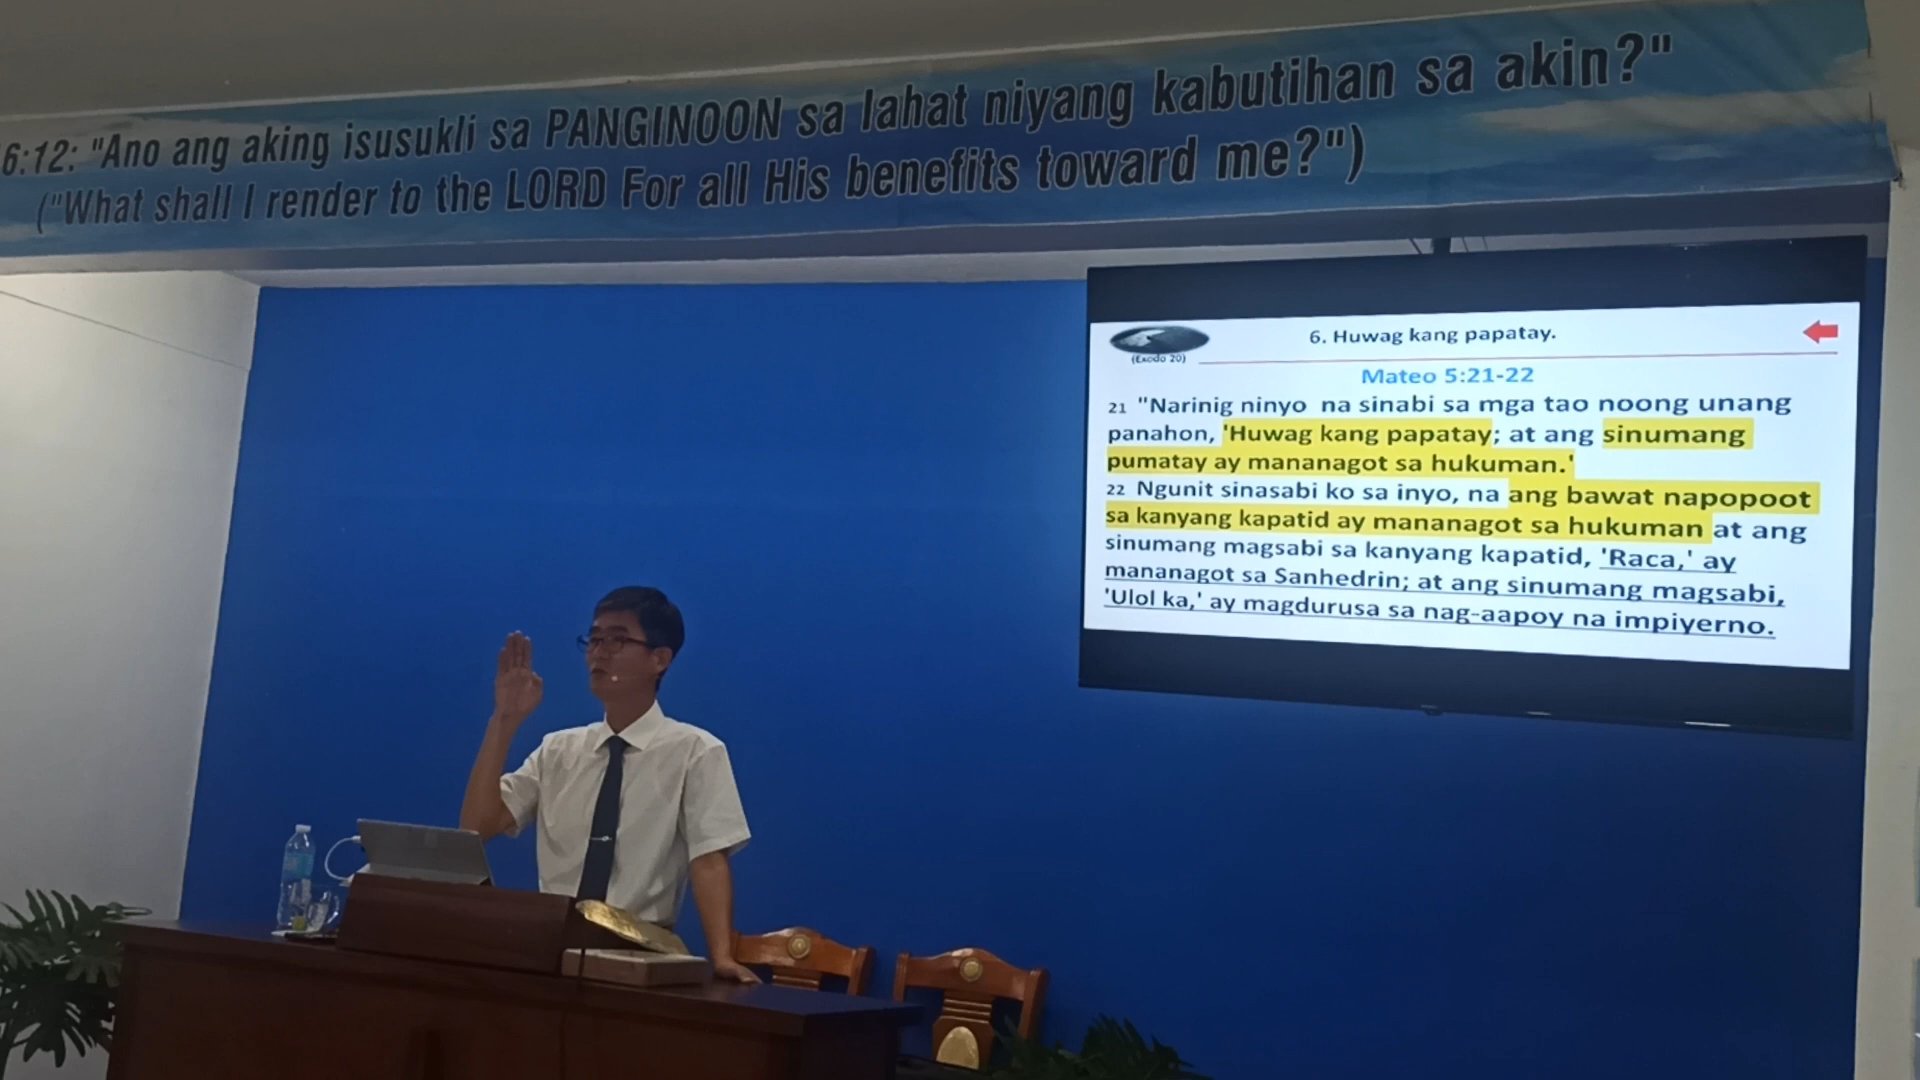 6:12: "Ano ang aking isusukli sa PANGINOON sa lahat niyang kabutihan sa akin?"
("What shall I render to the LORD For all His benefits toward me?")
6. Huwag kang papatay.
(Exodo 20)
Mateo 5:21-22
21 "Narinig ninyo na sinabi sa mga tao noong unang
panahon, 'Huwag kang papatay; at ang sinumang
pumatay ay mananagot sa hukuman.'
22 Ngunit sinasabi ko sa inyo, na ang bawat napopoot
sa kanyang kapatid ay mananagot sa hukuman at ang
sinumang magsabi sa kanyang kapatid, 'Raca,' ay
mananagot sa Sanhedrin; at ang sinumang magsabi,
'Ulol ka,' ay magdurusa sa nag-aapoy na impiyerno.